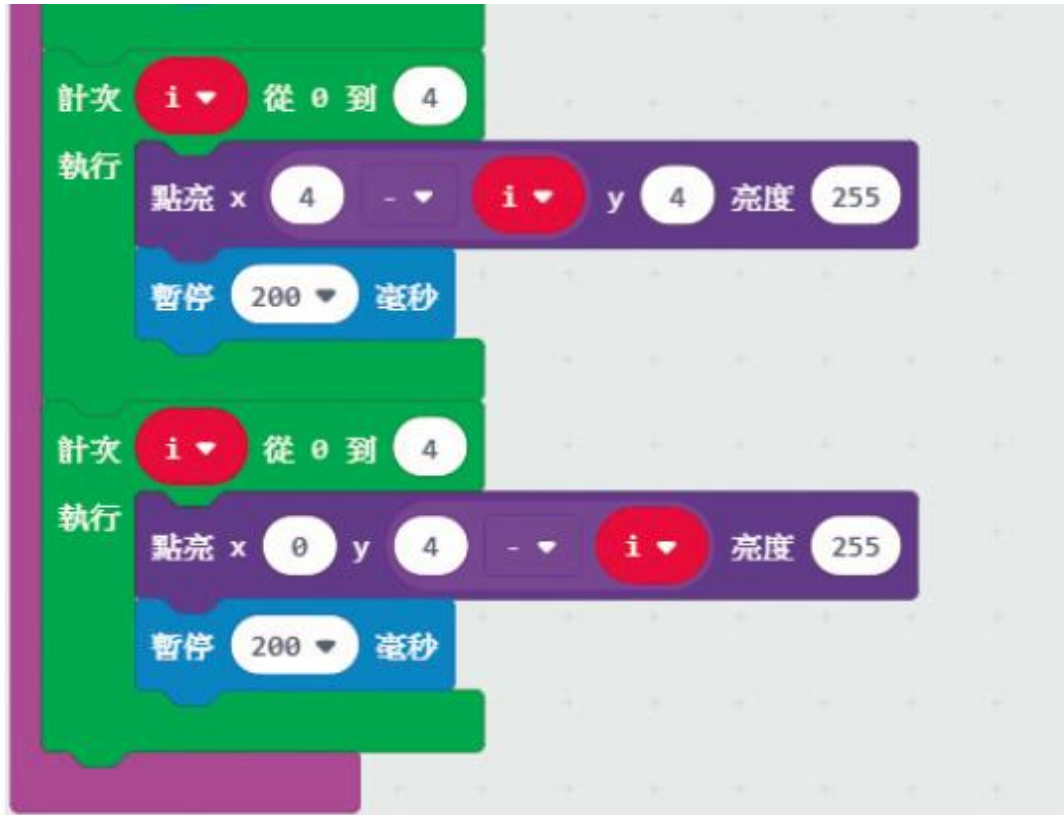 計次 i 從 0 到 4
執行
點亮 x 4 - i y 4 亮度 255
暫停 200 毫秒
計次 i 從 0 到 4
執行
點亮 x 0 y 4 - i 亮度 255
暫停 200 毫秒